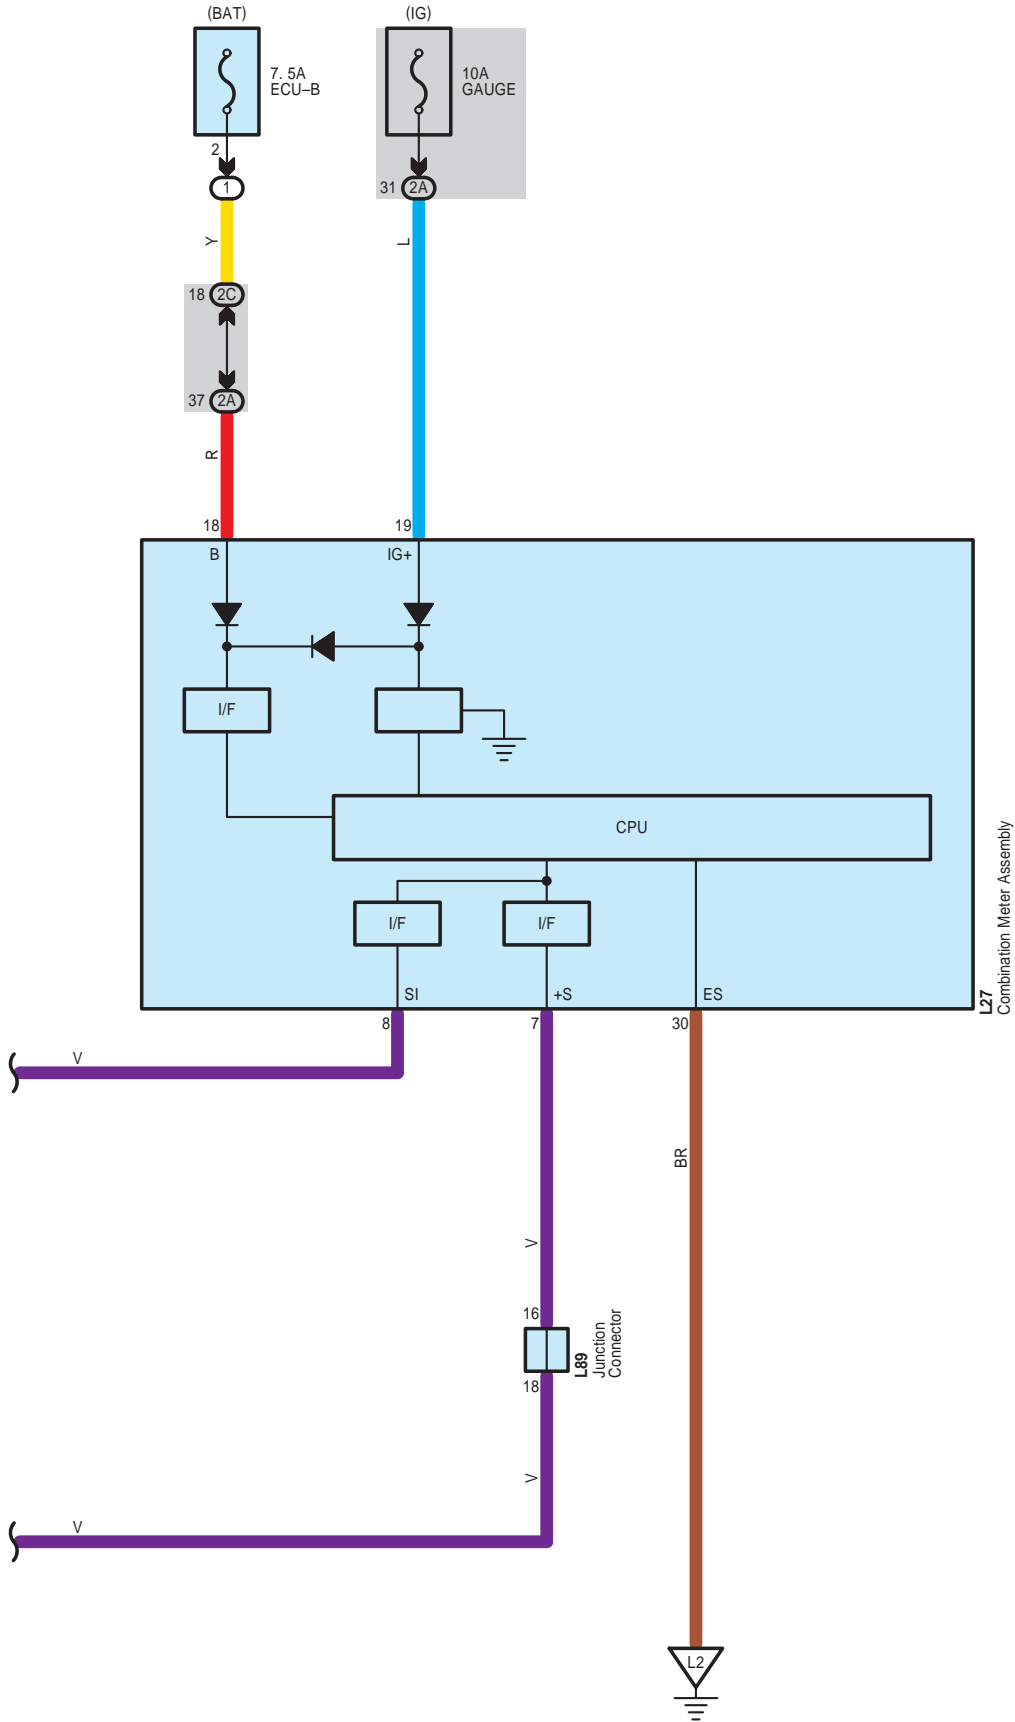 (BAT)
(IG)
7. 5A
ECU–B
10A
GAUGE
2
1
31
2A
Y
L
18
2C
37
2A
R
18
19
B
IG+
I/F
CPU
I/F
I/F
SI
+S
ES
L27
Combination Meter Assembly
8
7
30
V
BR
V
16
L89
Junction
Connector
18
V
V
L2